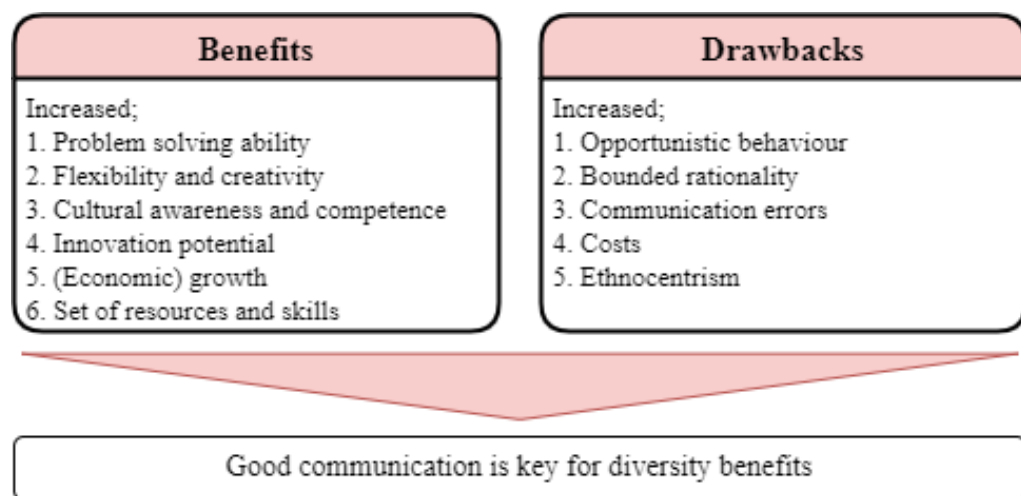 Benefits
Increased;
1. Problem solving ability
2. Flexibility and creativity
3. Cultural awareness and competence
4. Innovation potential
5. (Economic) growth
6. Set of resources and skills
Drawbacks
Increased;
1. Opportunistic behaviour
2. Bounded rationality
3. Communication errors
4. Costs
5. Ethnocentrism
Good communication is key for diversity benefits